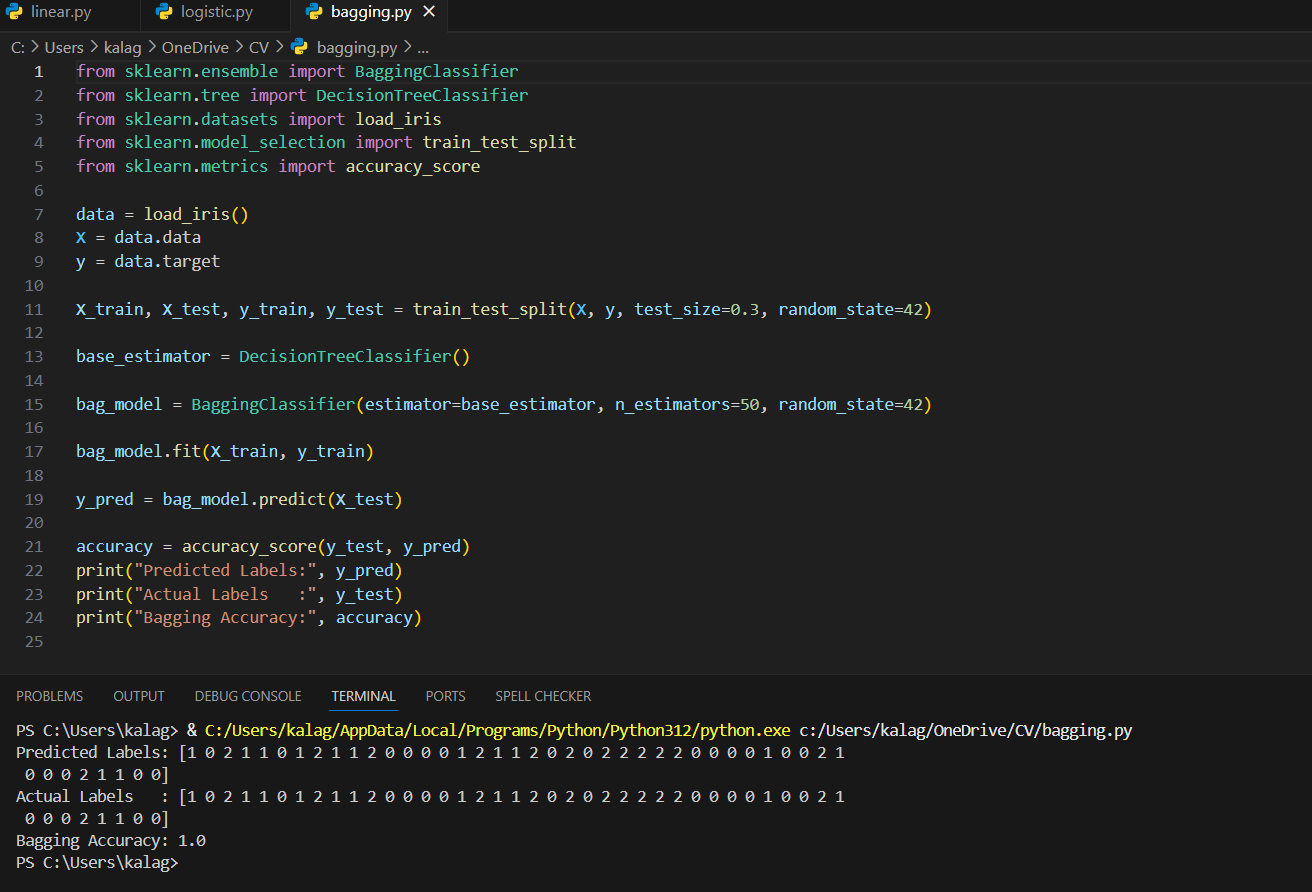 linear.py logistic.py bagging.py
C: > Users > kalag > OneDrive > CV > bagging.py > ...
1 from sklearn.ensemble import BaggingClassifier
2 from sklearn.tree import DecisionTreeClassifier
3 from sklearn.datasets import load_iris
4 from sklearn.model_selection import train_test_split
5 from sklearn.metrics import accuracy_score
6
7 data = load_iris()
8 X = data.data
9 y = data.target
10
11 X_train, X_test, y_train, y_test = train_test_split(X, y, test_size=0.3, random_state=42)
12
13 base_estimator = DecisionTreeClassifier()
14
15 bag_model = BaggingClassifier(estimator=base_estimator, n_estimators=50, random_state=42)
16
17 bag_model.fit(X_train, y_train)
18
19 y_pred = bag_model.predict(X_test)
20
21 accuracy = accuracy_score(y_test, y_pred)
22 print("Predicted Labels:", y_pred)
23 print("Actual Labels   :", y_test)
24 print("Bagging Accuracy:", accuracy)
25
PROBLEMS OUTPUT DEBUG CONSOLE TERMINAL PORTS SPELL CHECKER
PS C:\Users\kalag> & C:/Users/kalag/AppData/Local/Programs/Python/Python312/python.exe c:/Users/kalag/OneDrive/CV/bagging.py
Predicted Labels: [1 0 2 1 1 0 1 2 1 1 2 0 0 0 0 1 2 1 1 2 0 2 0 2 2 2 2 2 0 0 0 0 1 0 0 2 1
 0 0 0 2 1 1 0 0]
Actual Labels   : [1 0 2 1 1 0 1 2 1 1 2 0 0 0 0 1 2 1 1 2 0 2 0 2 2 2 2 2 0 0 0 0 1 0 0 2 1
 0 0 0 2 1 1 0 0]
Bagging Accuracy: 1.0
PS C:\Users\kalag>